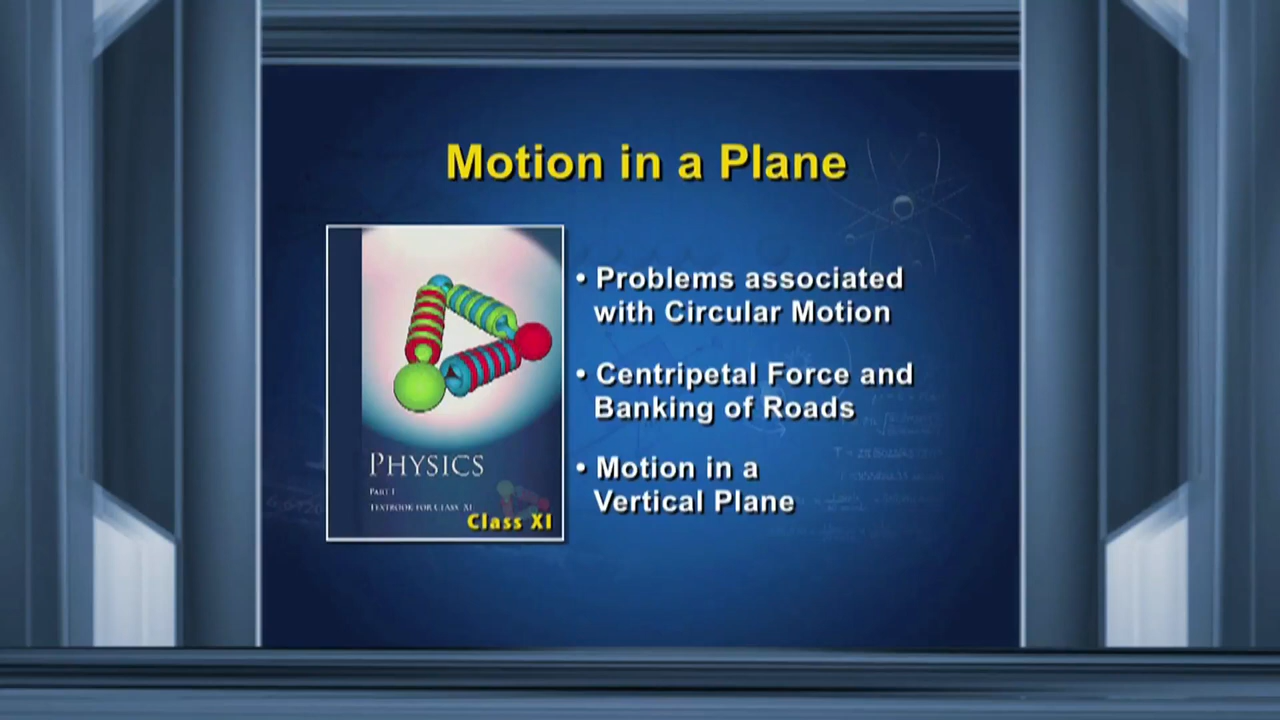 Motion in a Plane
• Problems associated
with Circular Motion
• Centripetal Force and
Banking of Roads
• Motion in a
Vertical Plane
PHYSICS
PART I
TEXTBOOK FOR CLASS XI
Class XI